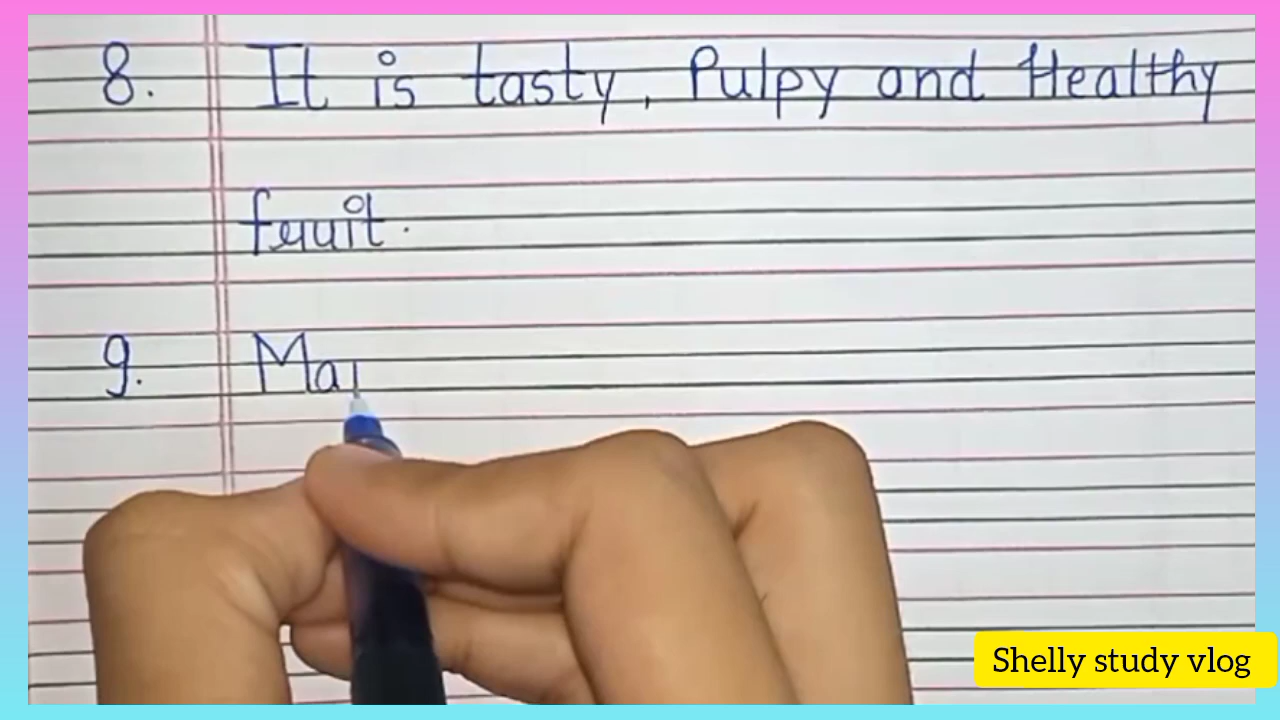 8. It is tasty, Pulpy and Healthy
fruit.
9. Ma
Shelly study vlog